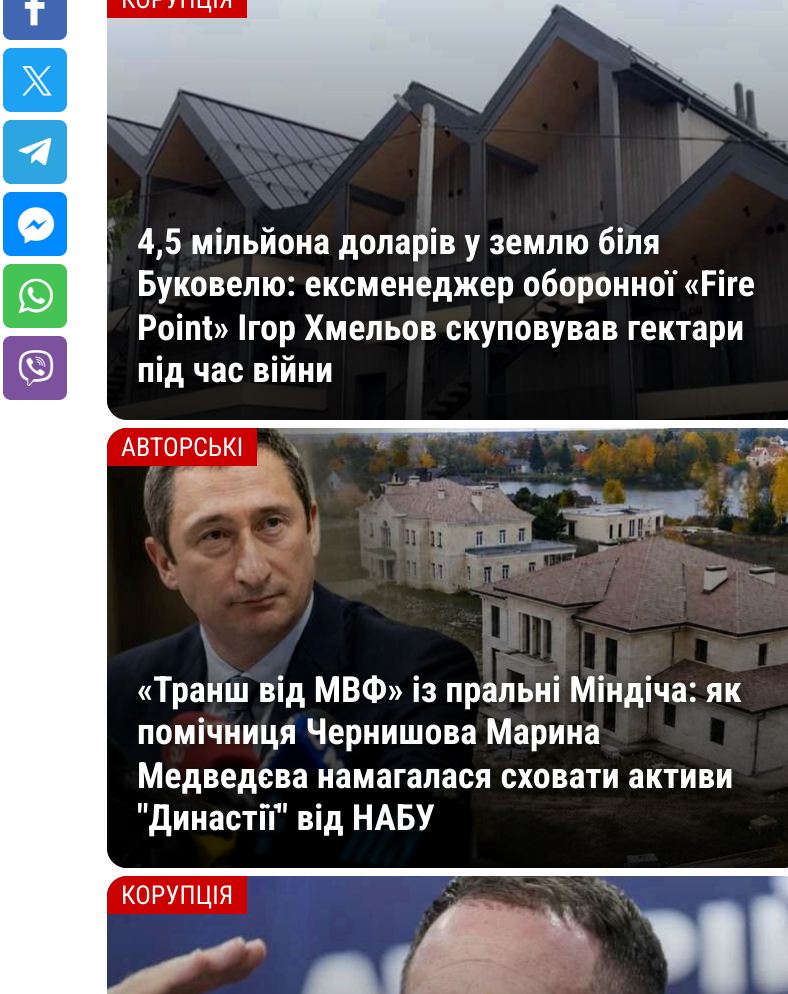 КОРУПЦІЯ
4,5 мільйона доларів у землю біля
Буковелю: ексменеджер оборонної «Fire
Point» Ігор Хмельов скуповував гектари
під час війни
АВТОРСЬКІ
«Транш від МВФ» із пральні Міндіча: як
помічниця Чернишова Марина
Медведєва намагалася сховати активи
"Династії" від НАБУ
КОРУПЦІЯ